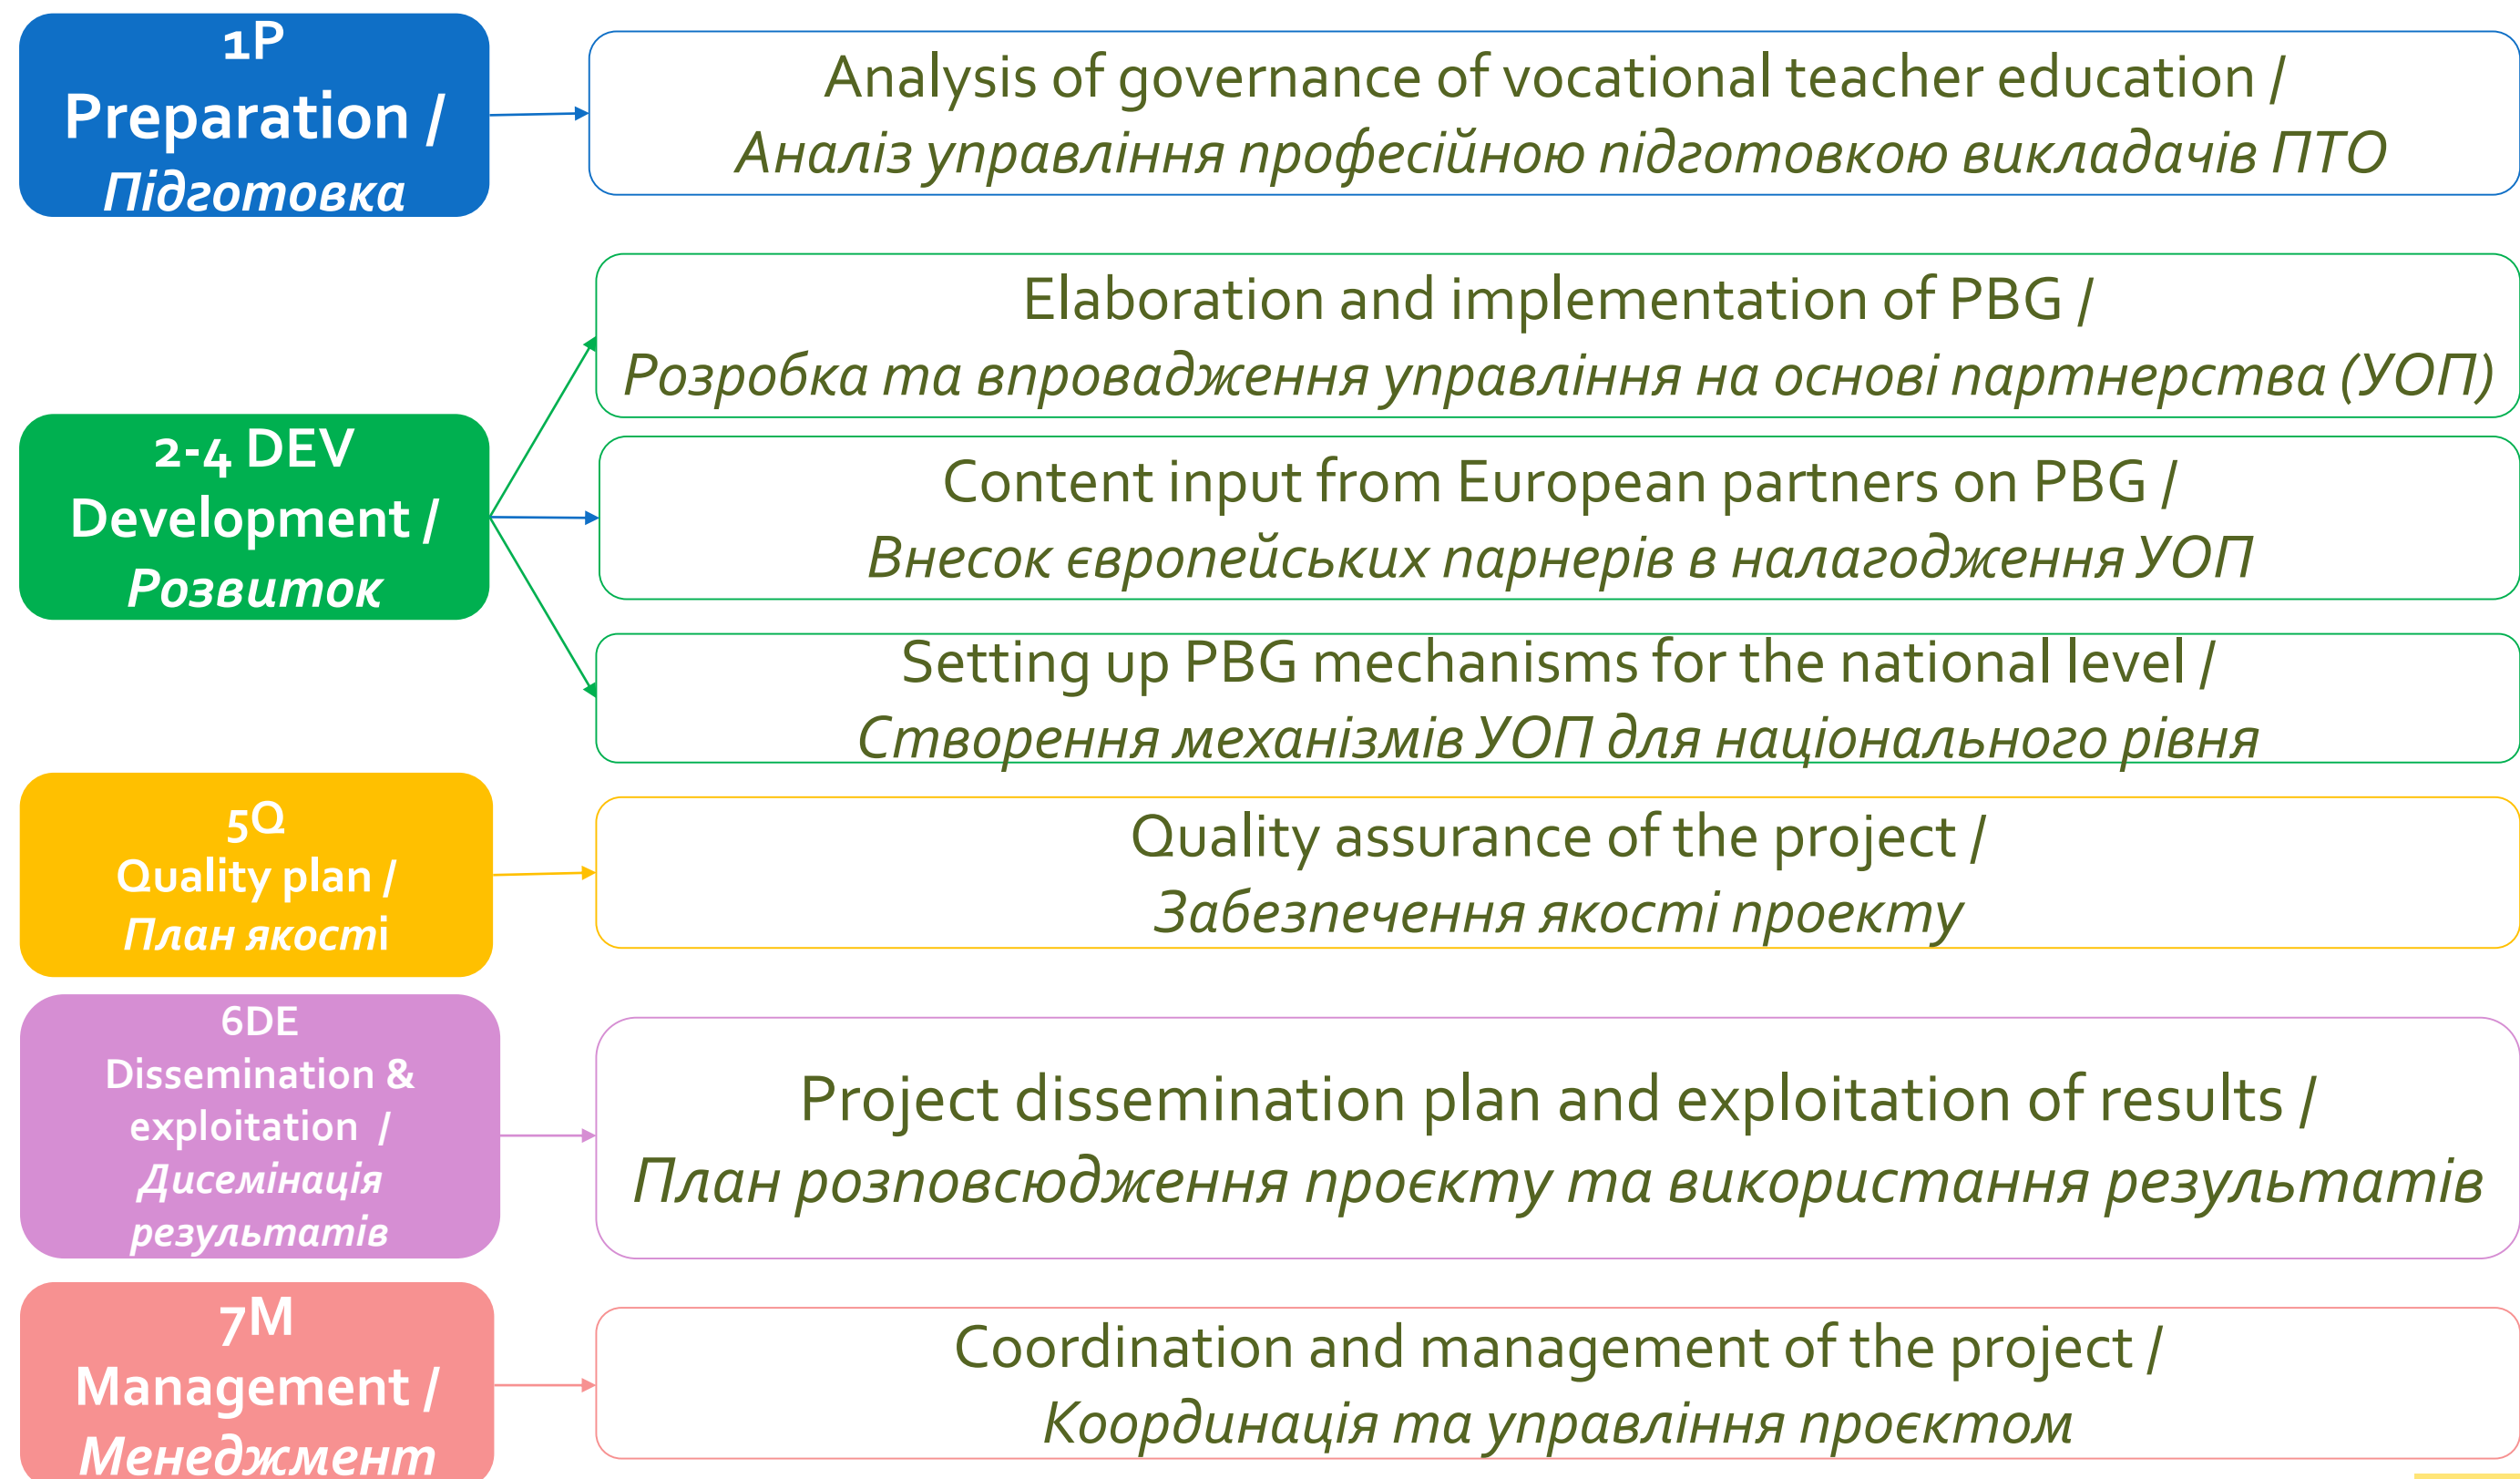 1P
Preparation /
Підготовка
Analysis of governance of vocational teacher education /
Аналіз управління професійною підготовкою викладачів ПТО
2-4 DEV
Development /
Розвиток
Elaboration and implementation of PBG /
Розробка та впровадження управління на основі партнерства (УОП)
Content input from European partners on PBG /
Внесок європейських парнерів в налагодження УОП
Setting up PBG mechanisms for the national level /
Створення механізмів УОП для національного рівня
5Q
Quality plan /
План якості
Quality assurance of the project /
Забезпечення якості проекту
6DE
Dissemination &
exploitation /
Дисемінація
результатів
Project dissemination plan and exploitation of results /
План розповсюдження проєкту та використання результатів
7M
Management /
Менеджмент
Coordination and management of the project /
Координація та управління проєктом